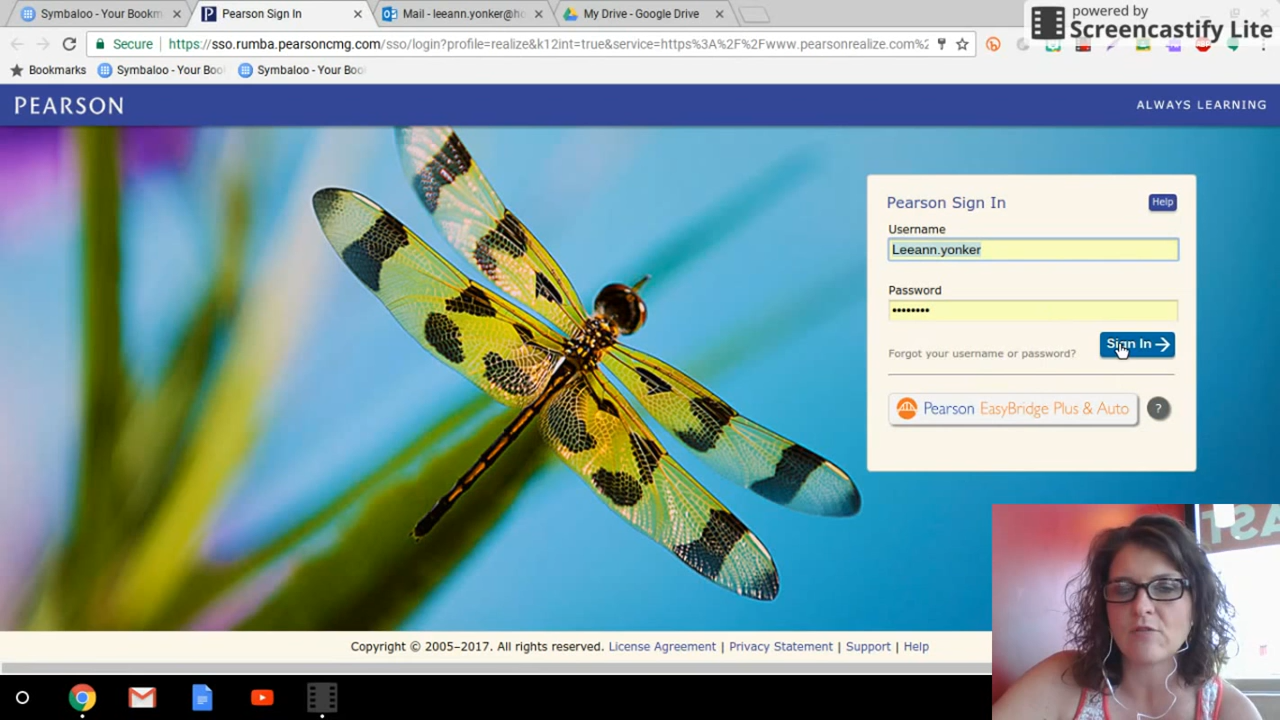 Symbaloo - Your Bookm
Pearson Sign In
Mail - leeann.yonker@ho
My Drive - Google Drive
powered by
Screencastify Lite
Secure
https://sso.rumba.pearsoncmg.com/sso/login?profile=realize&k12int=true&service=https%3A%2F%2Fwww.pearsonrealize.com%2
Bookmarks
Symbaloo - Your Boo
Symbaloo - Your Boo
PEARSON
ALWAYS LEARNING
Pearson Sign In
Help
Username
Leeann.yonker
Password
••••••••
Forgot your username or password?
Sign In
Pearson EasyBridge Plus & Auto
?
Copyright © 2005–2017. All rights reserved. License Agreement | Privacy Statement | Support | Help